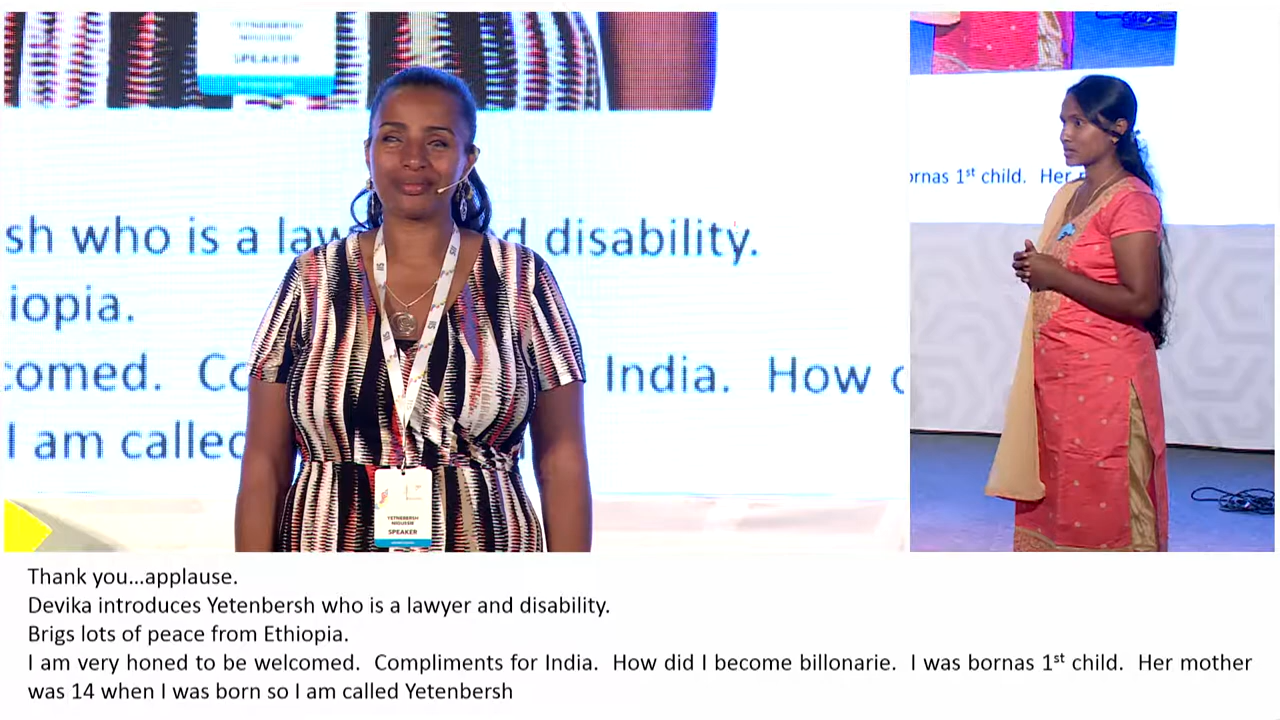 SPEAKER
sh who is a law d disability.
iopia.
comed. Co India. How c
I am called
YETNEBERSH
NIGUSSIE
SPEAKER
ornas 1st child. Her
Thank you...applause.
Devika introduces Yetenbersh who is a lawyer and disability.
Brigs lots of peace from Ethiopia.
I am very honed to be welcomed. Compliments for India. How did I become billonarie. I was bornas 1st child. Her mother
was 14 when I was born so I am called Yetenbersh